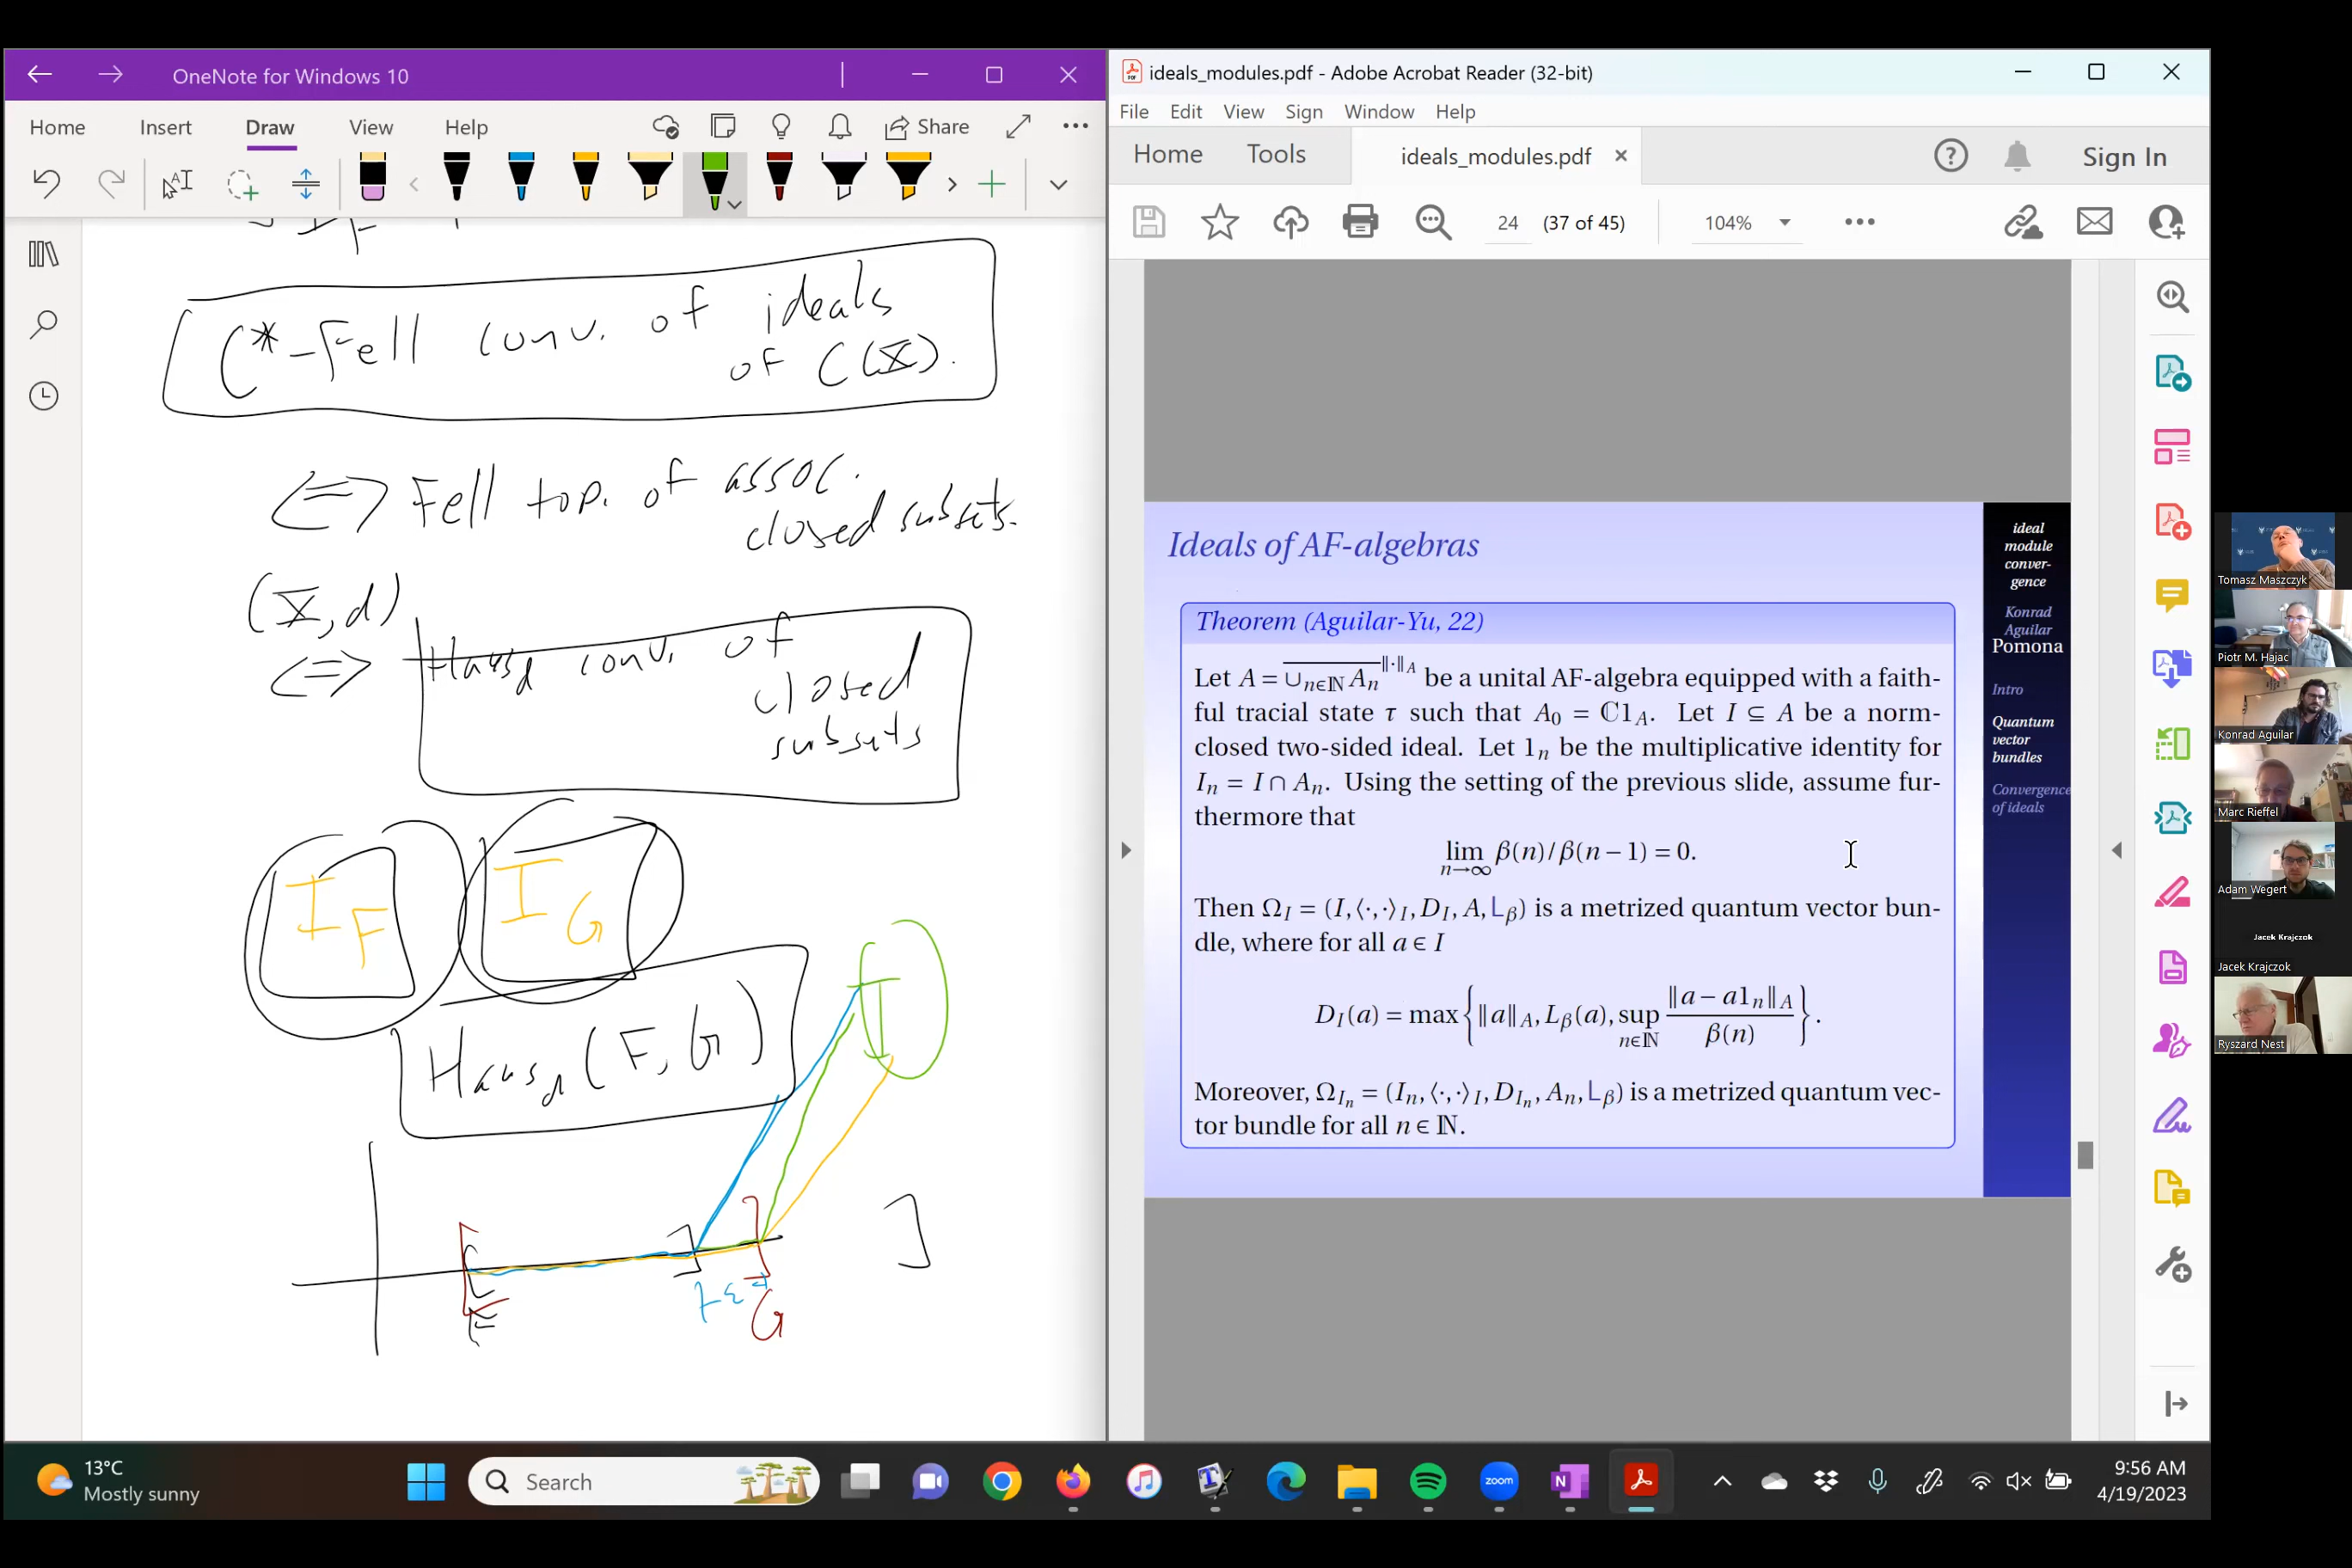 OneNote for Windows 10
Home Insert Draw View Help Share
C*-Fell conv. of ideals
of C(X).
<=> Fell top. of assoc.
closed subsets.
(X, d)
<=> Haus_d conv. of
closed
subsets
I_F I_G
Haus_d (F, G)
F
G
ideals_modules.pdf - Adobe Acrobat Reader (32-bit)
File Edit View Sign Window Help
Home Tools ideals_modules.pdf × Sign In
24 (37 of 45) 104%
Ideals of AF-algebras
Theorem (Aguilar-Yu, 22)
Let A = \overline{∪_{n∈ℕ} A_n}^{‖·‖_A} be a unital AF-algebra equipped with a faith-
ful tracial state τ such that A_0 = ℂ1_A. Let I ⊆ A be a norm-
closed two-sided ideal. Let 1_n be the multiplicative identity for
I_n = I ∩ A_n. Using the setting of the previous slide, assume fur-
thermore that
lim_{n→∞} β(n)/β(n − 1) = 0.
Then Ω_I = (I, ⟨·,·⟩_I, D_I, A, L_β) is a metrized quantum vector bun-
dle, where for all a ∈ I
D_I(a) = max { ‖a‖_A, L_β(a), sup_{n∈ℕ} ‖a − a1_n‖_A / β(n) }.
Moreover, Ω_{I_n} = (I_n, ⟨·,·⟩_I, D_{I_n}, A_n, L_β) is a metrized quantum vec-
tor bundle for all n ∈ ℕ.
ideal
module
conver-
gence
Konrad
Aguilar
Pomona
Intro
Quantum
vector
bundles
Convergence
of ideals
Tomasz Maszczyk
Piotr M. Hajac
Konrad Aguilar
Marc Rieffel
Adam Wegert
Jacek Krajczok
Jacek Krajczok
Ryszard Nest
13°C
Mostly sunny
Search
zoom
9:56 AM
4/19/2023